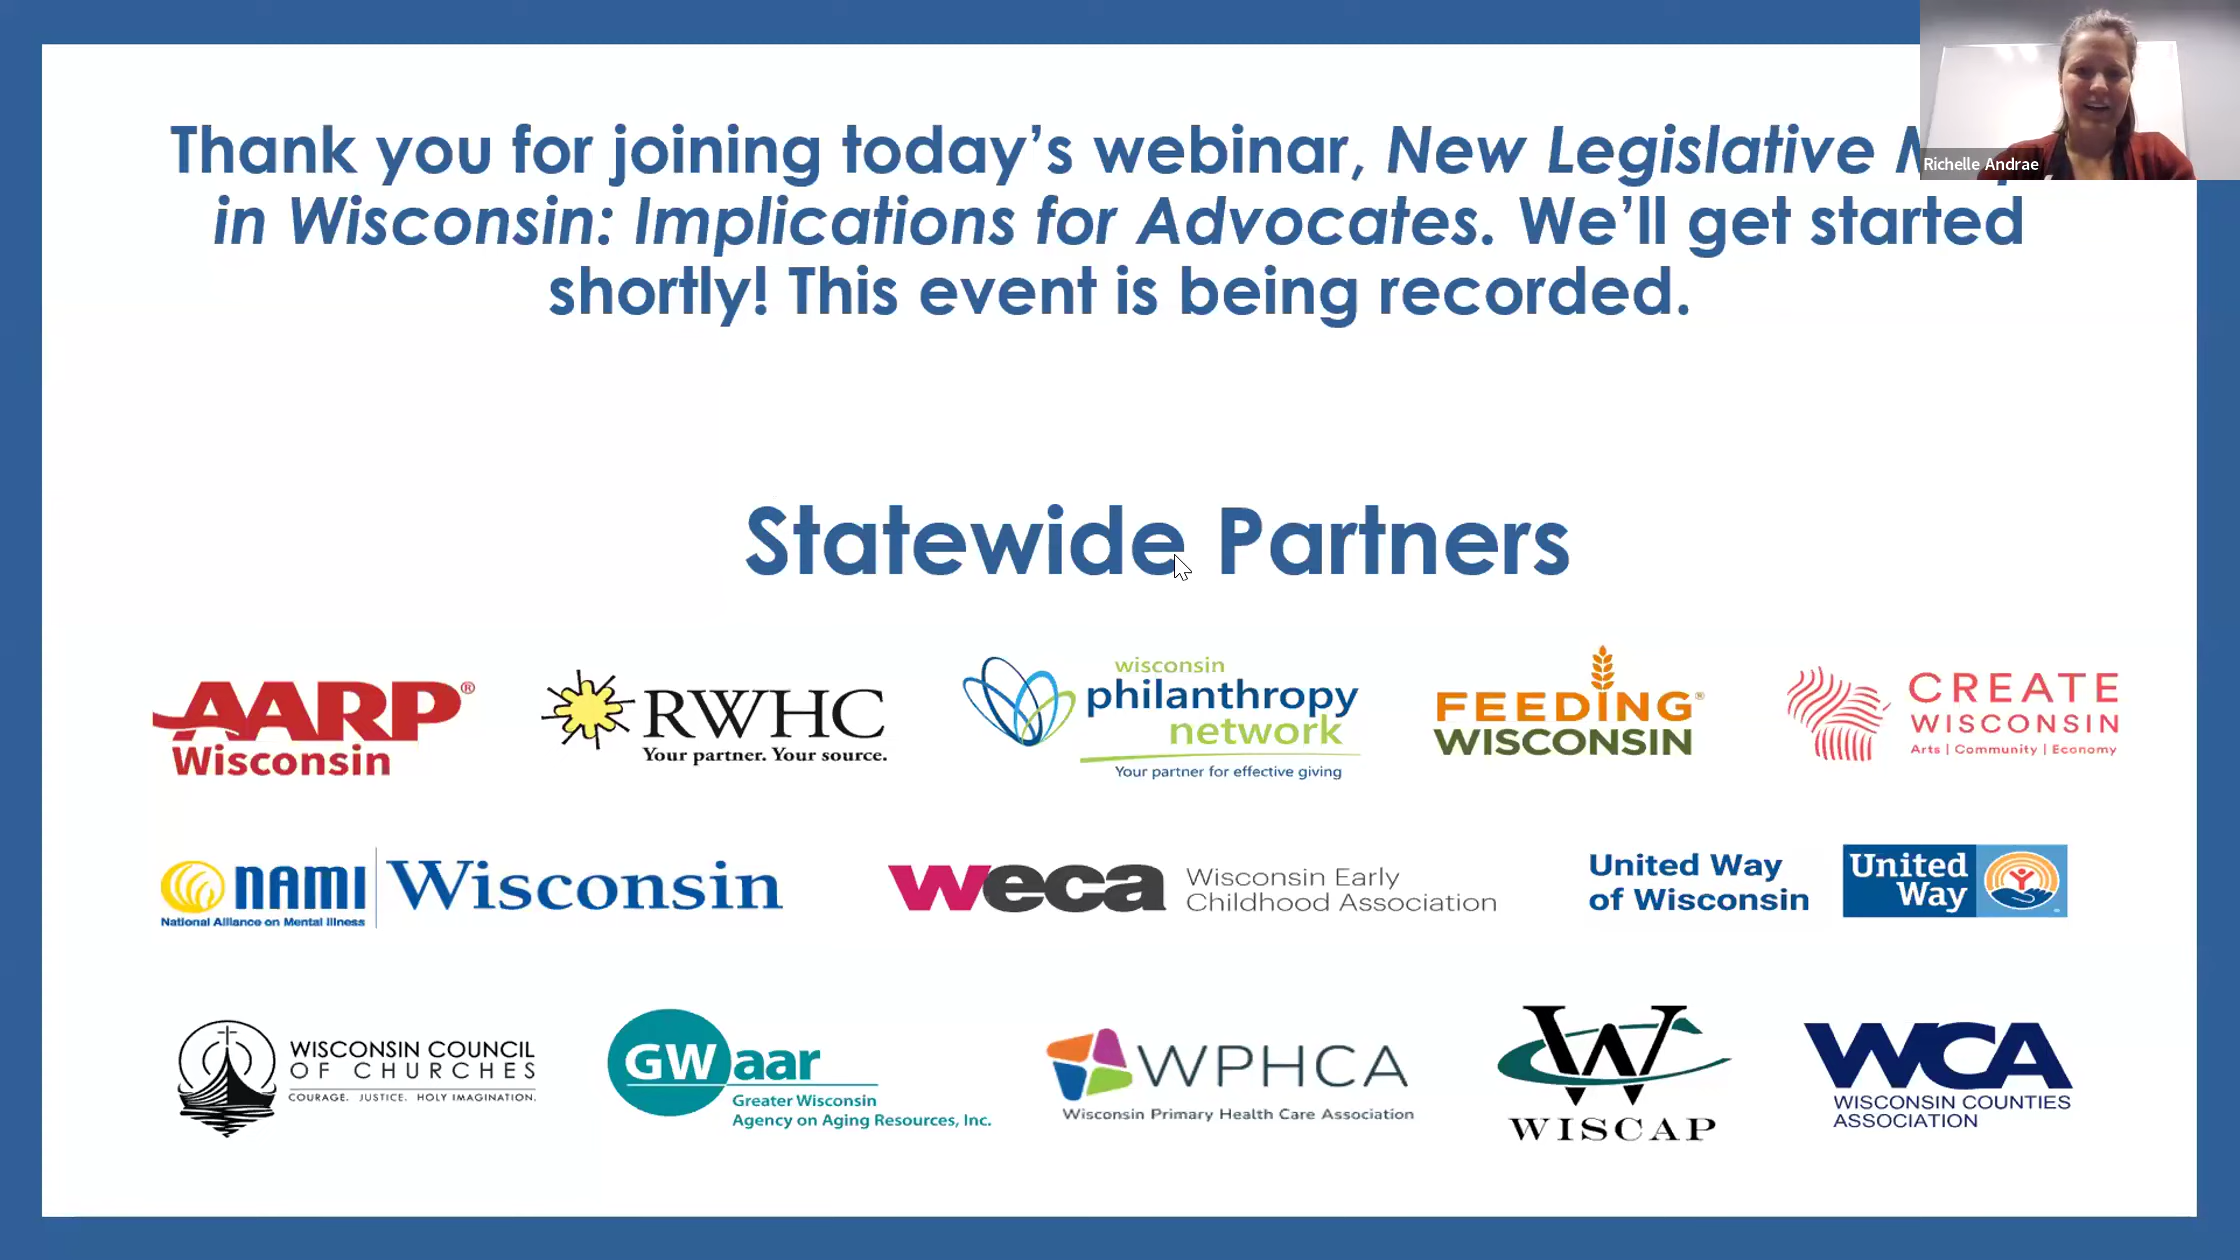 Thank you for joining today's webinar, New Legislative
in Wisconsin: Implications for Advocates. We'll get started
shortly! This event is being recorded.
Richelle Andrae
Statewide Partners
AARP®
Wisconsin
RWHC
Your partner. Your source.
wisconsin
philanthropy
network
Your partner for effective giving
FEEDING®
WISCONSIN
CREATE
WISCONSIN
Arts | Community | Economy
NAMI
National Alliance on Mental Illness
Wisconsin
weca
Wisconsin Early
Childhood Association
United Way
of Wisconsin
United
Way
WISCONSIN COUNCIL
OF CHURCHES
COURAGE. JUSTICE. HOLY IMAGINATION.
GWaar
Greater Wisconsin
Agency on Aging Resources, Inc.
WPHCA
Wisconsin Primary Health Care Association
W
WISCAP
WCA
WISCONSIN COUNTIES
ASSOCIATION